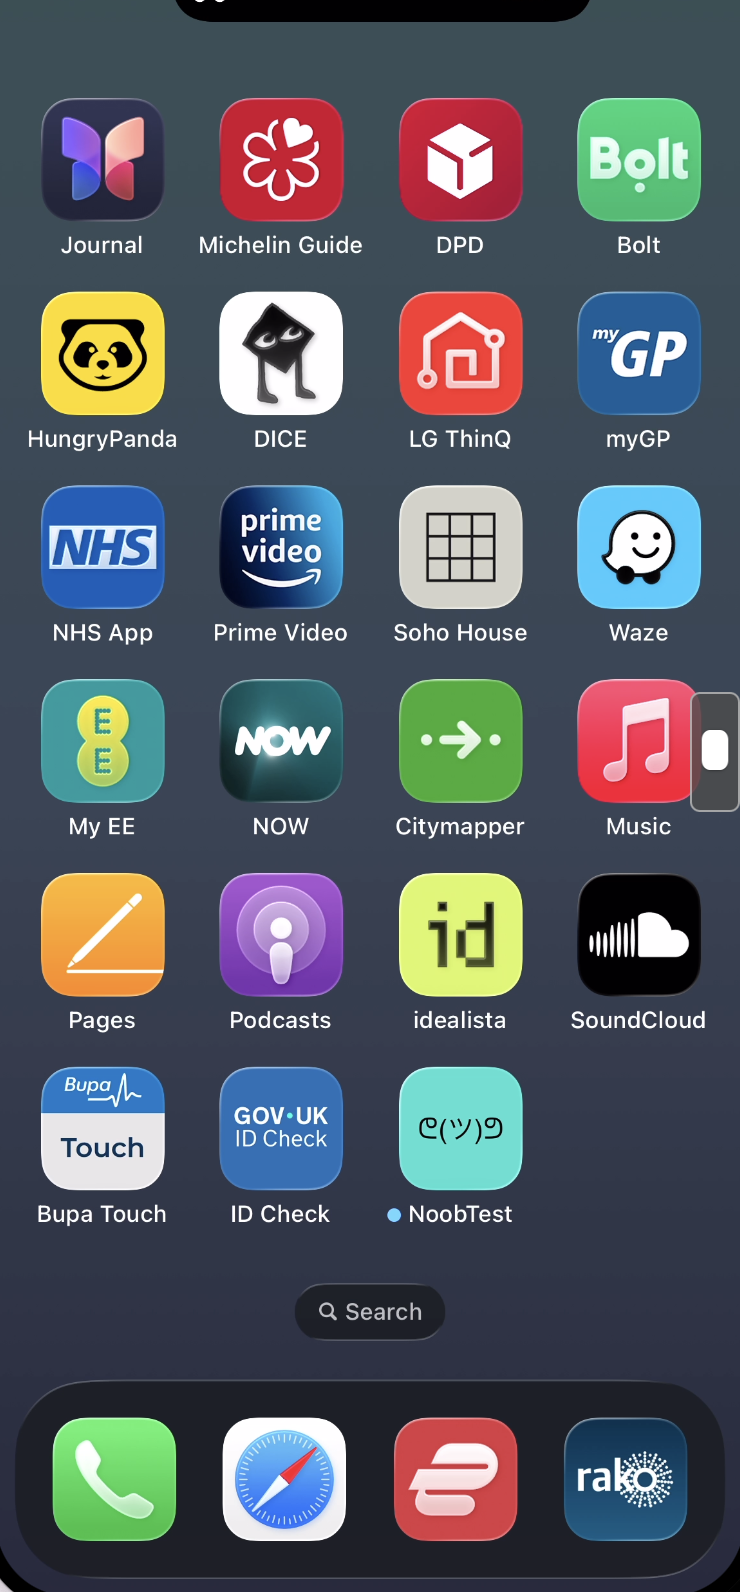 Journal
Michelin Guide
DPD
Bolt
Bolt
HungryPanda
DICE
LG ThinQ
my GP
myGP
NHS
NHS App
prime
video
Prime Video
Soho House
Waze
EE
My EE
NOW
NOW
Citymapper
Music
Pages
Podcasts
id
idealista
SoundCloud
Bupa
Touch
Bupa Touch
GOV·UK
ID Check
ID Check
ᘓ(ツ)ᘐ
NoobTest
Search
rako